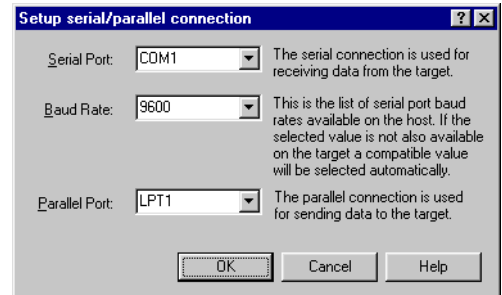 Setup serial/parallel connection
Serial Port: COM1 The serial connection is used for
receiving data from the target.
Baud Rate: 9600 This is the list of serial port baud
rates available on the host. If the
selected value is not also available
on the target a compatible value
will be selected automatically.
Parallel Port: LPT1 The parallel connection is used
for sending data to the target.
OK Cancel Help